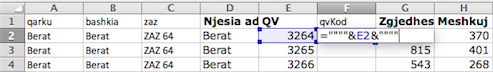 A B C D E F G H
1 qarku bashkia zaz Njesia ad QV qvKod Zgjedhes Meshkuj
2 Berat Berat ZAZ 64 Berat 3264 =""""&E2&"""" 370
3 Berat Berat ZAZ 64 Berat 3265 815 401
4 Berat Berat ZAZ 64 Berat 3266 543 268